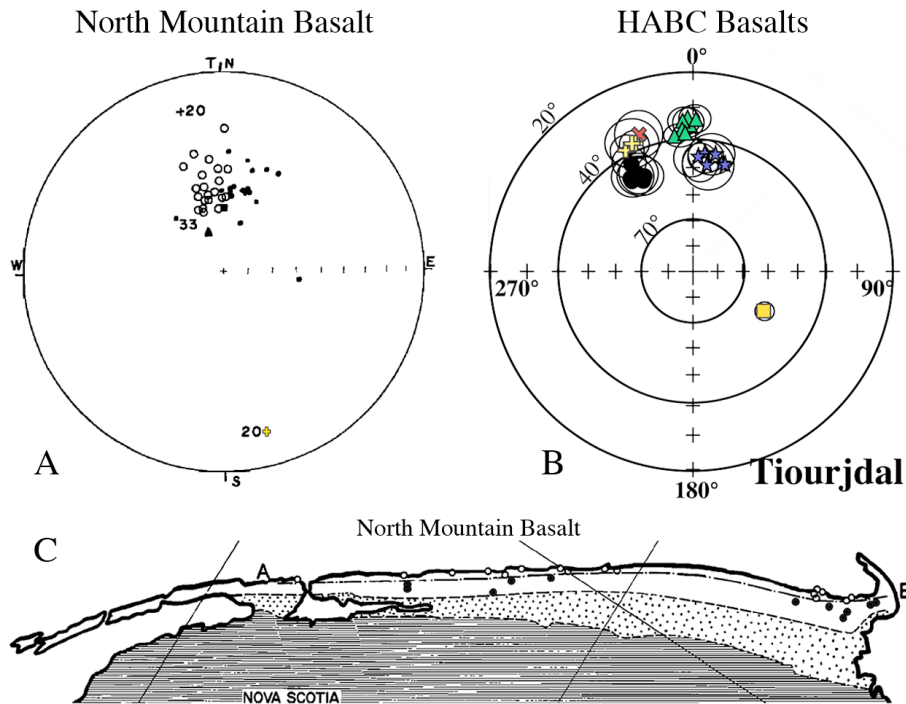 North Mountain Basalt
HABC Basalts
T N
0°
+20
20°
40°
33
70°
W
E
270°
90°
20+
S
A
B
Tiourjdal
180°
C
North Mountain Basalt
A
B
NOVA SCOTIA